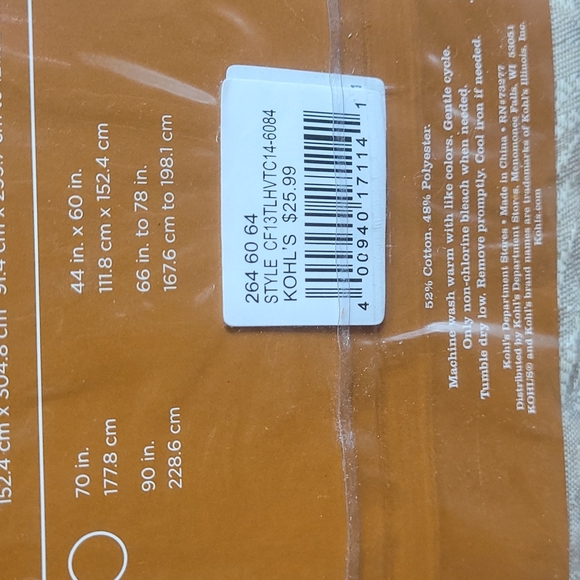 152.4 cm x 304.8 cm
70 in.
177.8 cm
90 in.
228.6 cm
44 in. x 60 in.
111.8 cm x 152.4 cm
66 in. to 78 in.
167.6 cm to 198.1 cm
264 60 64
STYLE CF13TLHVTC14-6084
KOHL'S $25.99
4 00940 17114 1
52% Cotton, 48% Polyester.
Machine wash warm with like colors. Gentle cycle.
Only non-chlorine bleach when needed.
Tumble dry low. Remove promptly. Cool iron if needed.
Kohl's Department Stores • Made in China • RN#73277
Distributed by Kohl's Department Stores, Menomonee Falls, WI 53051
KOHL'S® and Kohl's brand names are trademarks of Kohl's Illinois, Inc.
Kohls.com